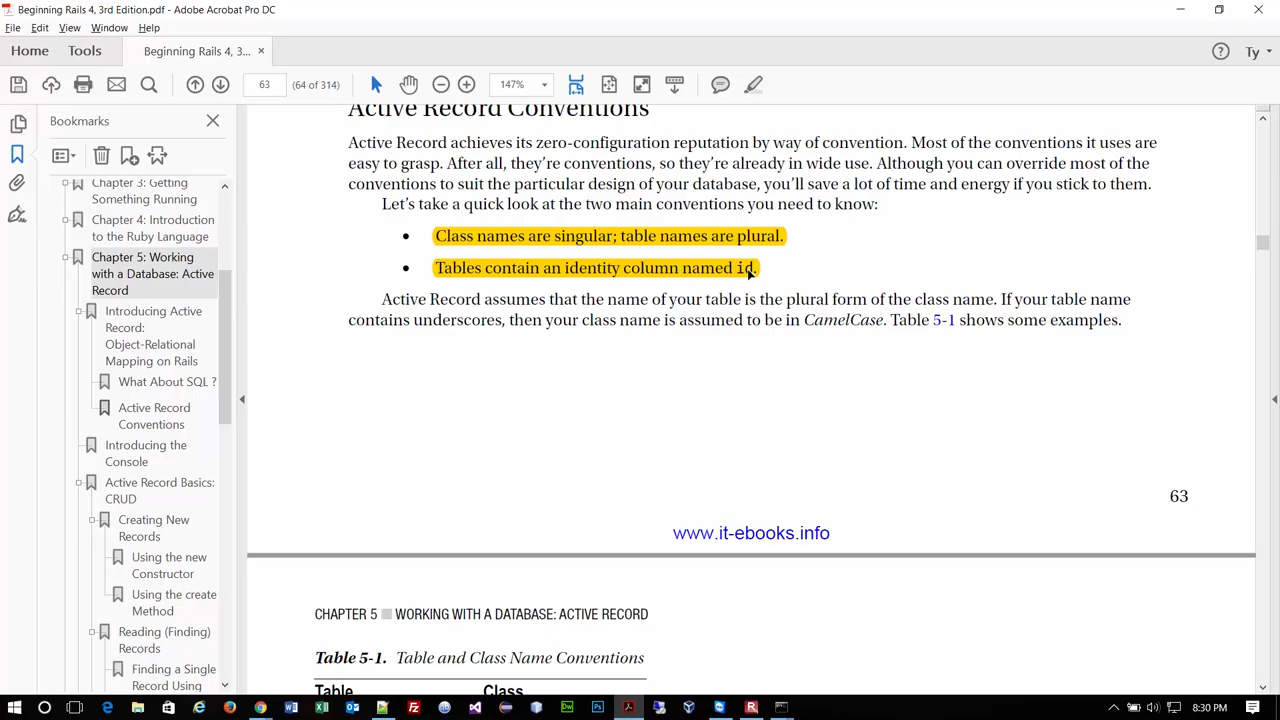 Beginning Rails 4, 3rd Edition.pdf - Adobe Acrobat Pro DC
File Edit View Window Help
Home Tools Beginning Rails 4, 3... × Ty
63 (64 of 314) 147%
Bookmarks
Chapter 3: Getting
Something Running
Chapter 4: Introduction
to the Ruby Language
Chapter 5: Working
with a Database: Active
Record
Introducing Active
Record:
Object-Relational
Mapping on Rails
What About SQL ?
Active Record
Conventions
Introducing the
Console
Active Record Basics:
CRUD
Creating New
Records
Using the new
Constructor
Using the create
Method
Reading (Finding)
Records
Finding a Single
Record Using
Active Record Conventions
Active Record achieves its zero-configuration reputation by way of convention. Most of the conventions it uses are
easy to grasp. After all, they're conventions, so they're already in wide use. Although you can override most of the
conventions to suit the particular design of your database, you'll save a lot of time and energy if you stick to them.
Let's take a quick look at the two main conventions you need to know:
• Class names are singular; table names are plural.
• Tables contain an identity column named id.
Active Record assumes that the name of your table is the plural form of the class name. If your table name
contains underscores, then your class name is assumed to be in CamelCase. Table 5-1 shows some examples.
63
www.it-ebooks.info
CHAPTER 5 ■ WORKING WITH A DATABASE: ACTIVE RECORD
Table 5-1. Table and Class Name Conventions
Table Class
8:30 PM